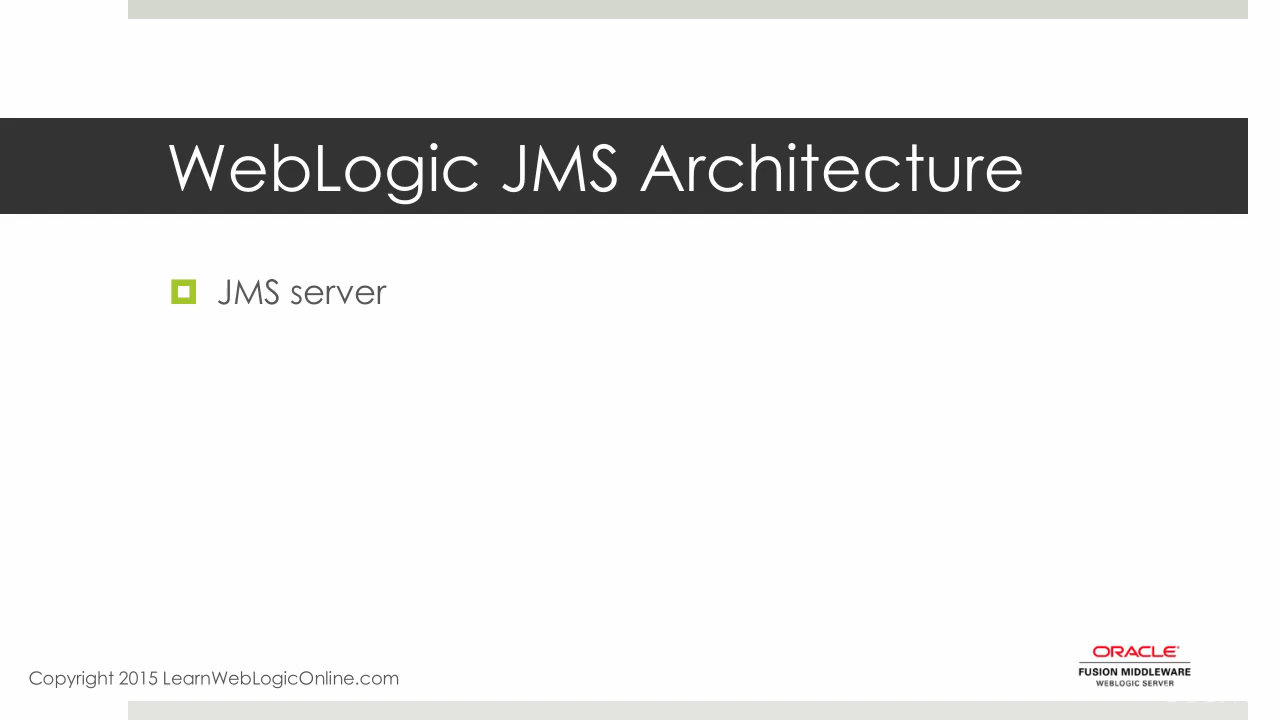 WebLogic JMS Architecture
JMS server
Copyright 2015 LearnWebLogicOnline.com
ORACLE
FUSION MIDDLEWARE
WEBLOGIC SERVER